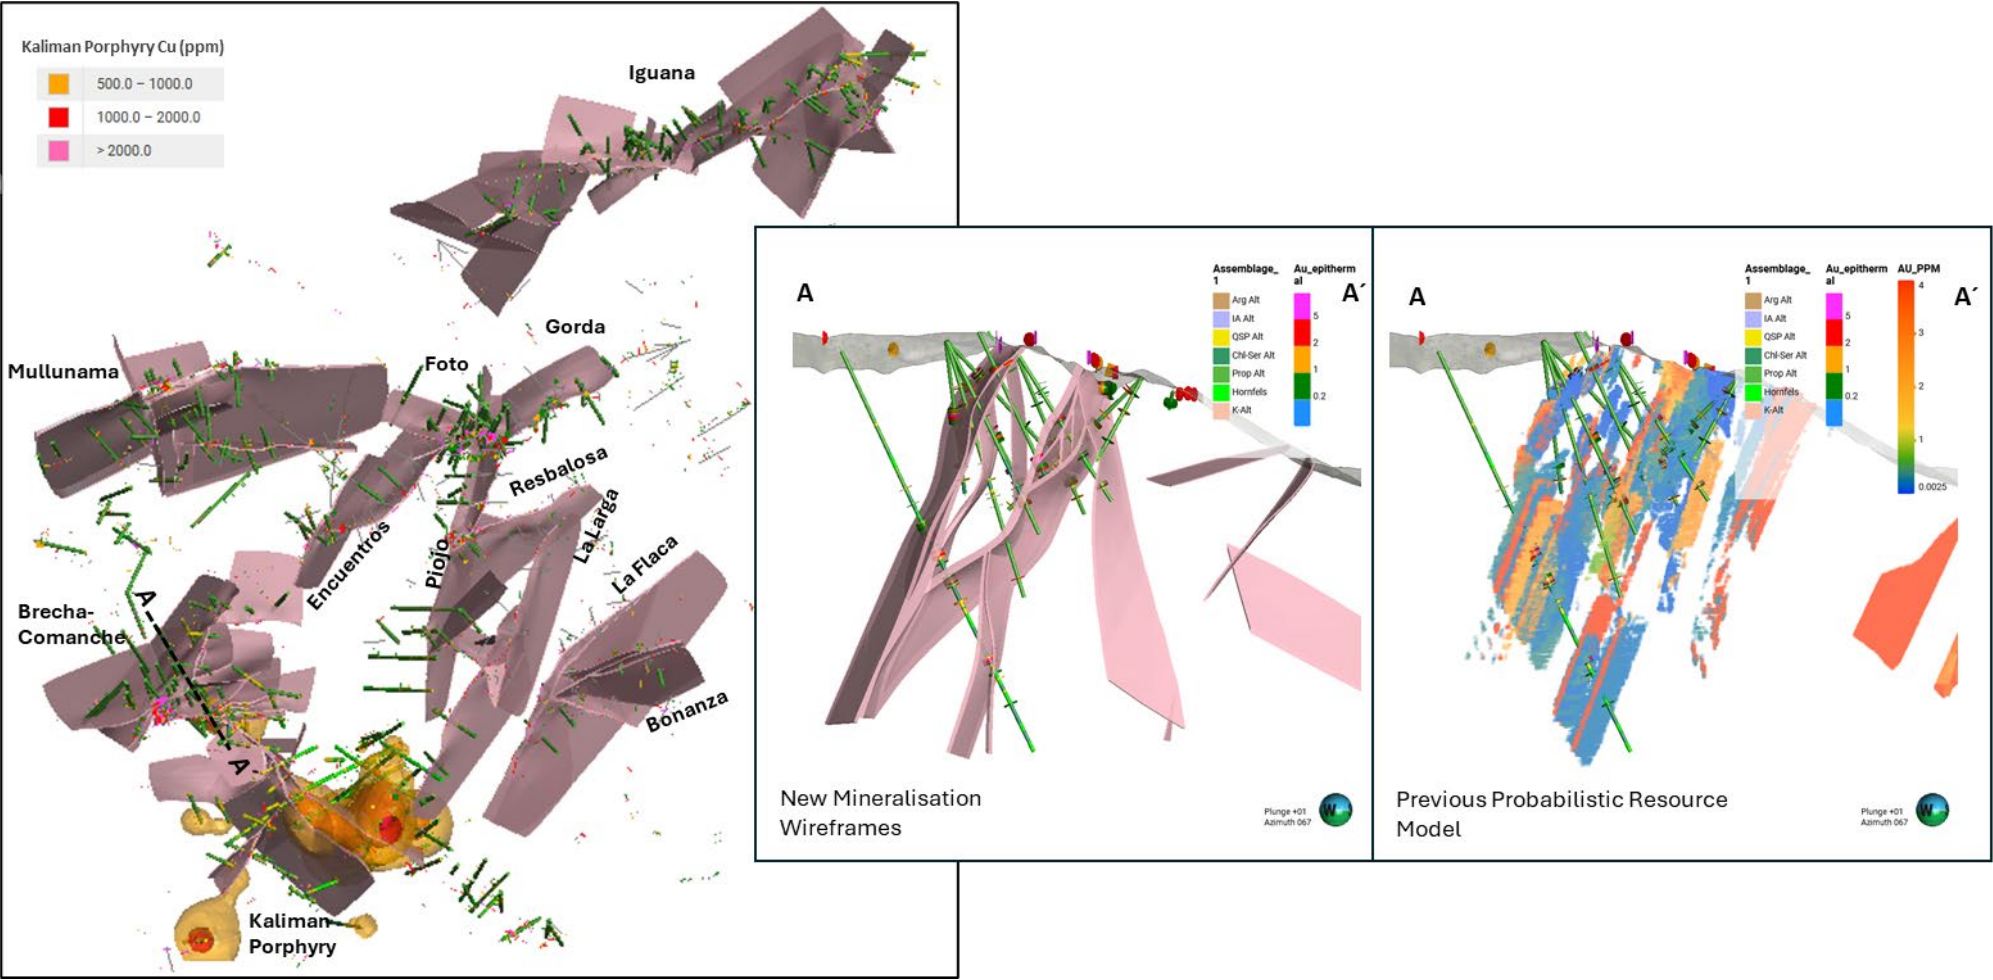 Kaliman Porphyry Cu (ppm)
500.0 – 1000.0
1000.0 – 2000.0
> 2000.0
Iguana
Gorda
Foto
Mullunama
Resbalosa
La Larga
Encuentros
Piojo
La Flaca
Brecha-
Comanche
A
A´
Bonanza
Kaliman
Porphyry
A
A´
Assemblage_
1
Arg Alt
IA Alt
QSP Alt
Chl-Ser Alt
Prop Alt
Hornfels
K-Alt
Au_epitherm
al
5
2
1
0.2
New Mineralisation
Wireframes
Plunge +01
Azimuth 067
W
A
A´
Assemblage_
1
Arg Alt
IA Alt
QSP Alt
Chl-Ser Alt
Prop Alt
Hornfels
K-Alt
Au_epitherm
al
5
2
1
0.2
AU_PPM
4
3
2
1
0.0025
Previous Probabilistic Resource
Model
Plunge +01
Azimuth 067
W